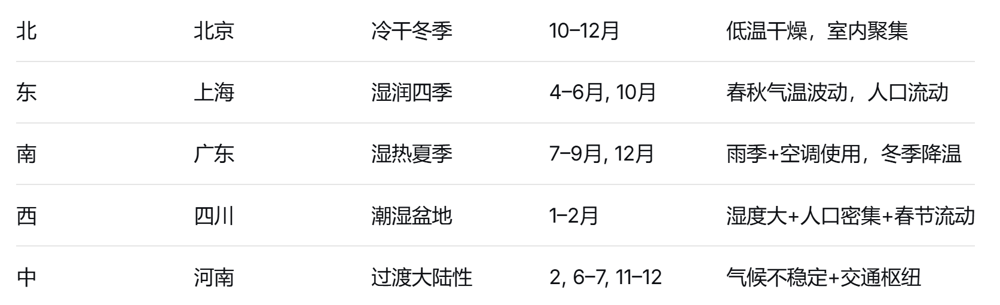 北 北京 冷干冬季 10–12月 低温干燥，室内聚集
东 上海 湿润四季 4–6月, 10月 春秋气温波动，人口流动
南 广东 湿热夏季 7–9月, 12月 雨季+空调使用，冬季降温
西 四川 潮湿盆地 1–2月 湿度大+人口密集+春节流动
中 河南 过渡大陆性 2, 6–7, 11–12 气候不稳定+交通枢纽